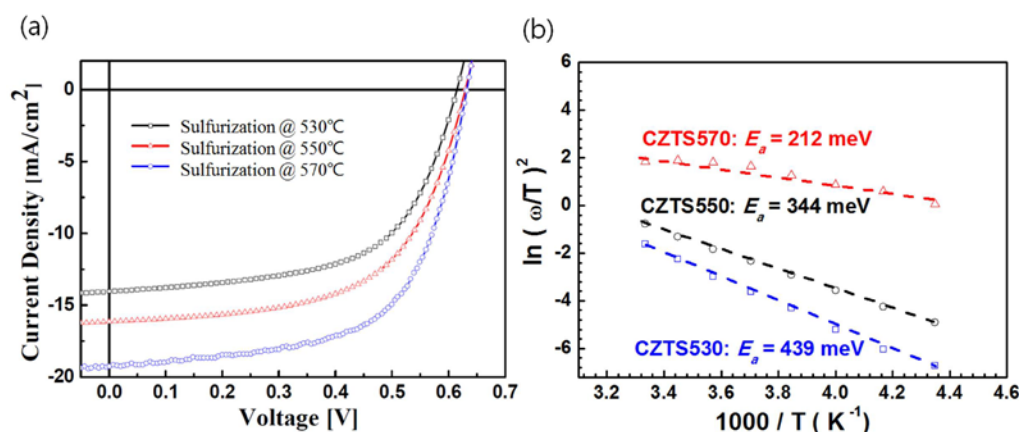 (a)
Current Density [mA/cm²]
0
-5
-10
-15
-20
Sulfurization @ 530℃
Sulfurization @ 550℃
Sulfurization @ 570℃
0.0 0.1 0.2 0.3 0.4 0.5 0.6 0.7
Voltage [V]
(b)
ln ( ω/T )²
6
4
2
0
-2
-4
-6
CZTS570: Eₐ = 212 meV
CZTS550: Eₐ = 344 meV
CZTS530: Eₐ = 439 meV
3.2 3.4 3.6 3.8 4.0 4.2 4.4 4.6
1000 / T ( K⁻¹)